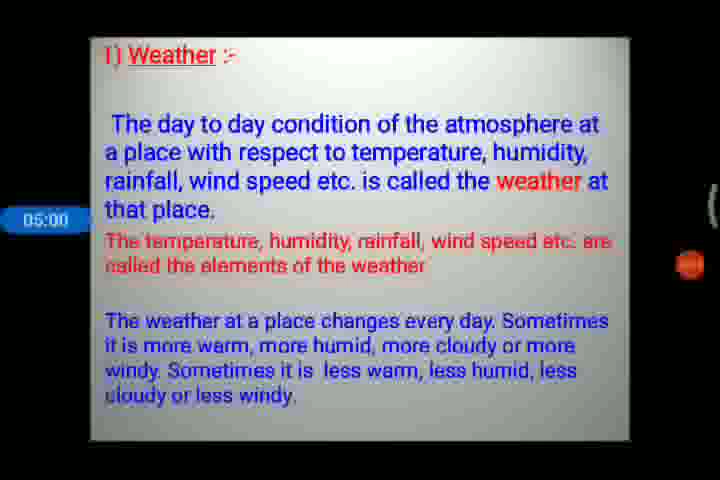 1) Weather :-
The day to day condition of the atmosphere at
a place with respect to temperature, humidity,
rainfall, wind speed etc. is called the weather at
that place.
05:00
The temperature, humidity, rainfall, wind speed etc. are
called the elements of the weather
The weather at a place changes every day. Sometimes
it is more warm, more humid, more cloudy or more
windy. Sometimes it is less warm, less humid, less
cloudy or less windy.